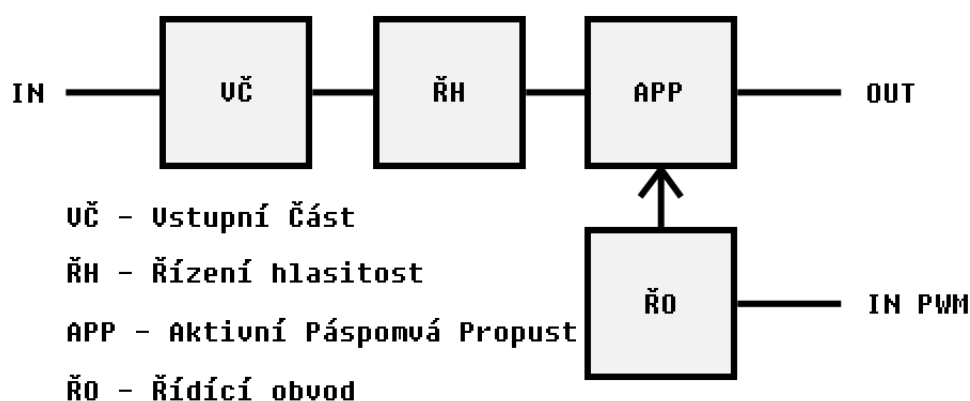 IN VČ ŘH APP OUT
VČ – Vstupní Část
ŘH – Řízení hlasitost
ŘO IN PWM
APP – Aktivní Páspomvá Propust
ŘO – Řídící obvod